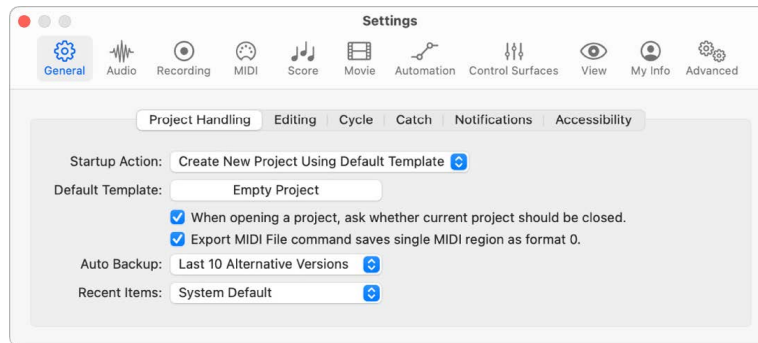 Settings
General Audio Recording MIDI Score Movie Automation Control Surfaces View My Info Advanced
Project Handling Editing Cycle Catch Notifications Accessibility
Startup Action: Create New Project Using Default Template
Default Template: Empty Project
When opening a project, ask whether current project should be closed.
Export MIDI File command saves single MIDI region as format 0.
Auto Backup: Last 10 Alternative Versions
Recent Items: System Default